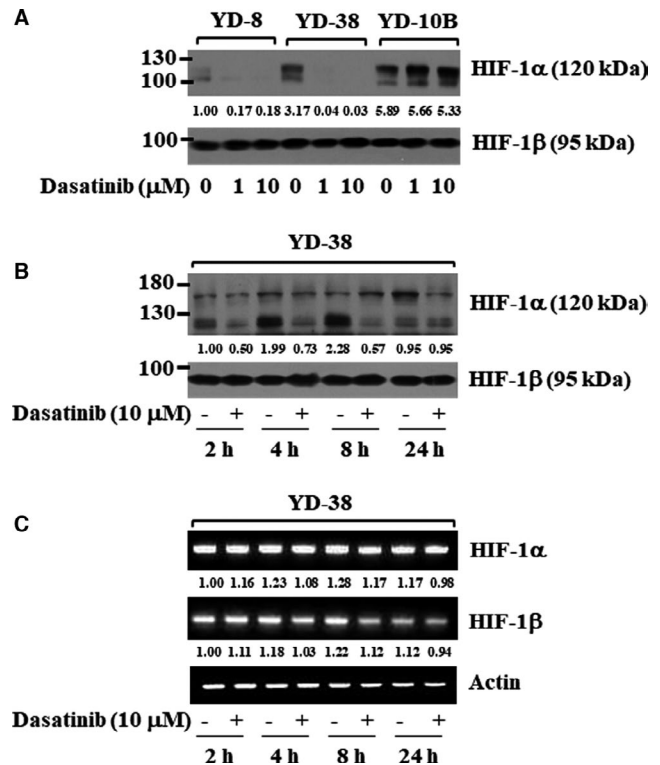 A
YD-8 YD-38 YD-10B
130
100
HIF-1α (120 kDa)
1.00 0.17 0.18 3.17 0.04 0.03 5.89 5.66 5.33
100
HIF-1β (95 kDa)
Dasatinib (μM) 0 1 10 0 1 10 0 1 10
YD-38
B
180
130
HIF-1α (120 kDa)
1.00 0.50 1.99 0.73 2.28 0.57 0.95 0.95
100
HIF-1β (95 kDa)
Dasatinib (10 μM) - + - + - + - +
2 h 4 h 8 h 24 h
YD-38
C
HIF-1α
1.00 1.16 1.23 1.08 1.28 1.17 1.17 0.98
HIF-1β
1.00 1.11 1.18 1.03 1.22 1.12 1.12 0.94
Actin
Dasatinib (10 μM) - + - + - + - +
2 h 4 h 8 h 24 h